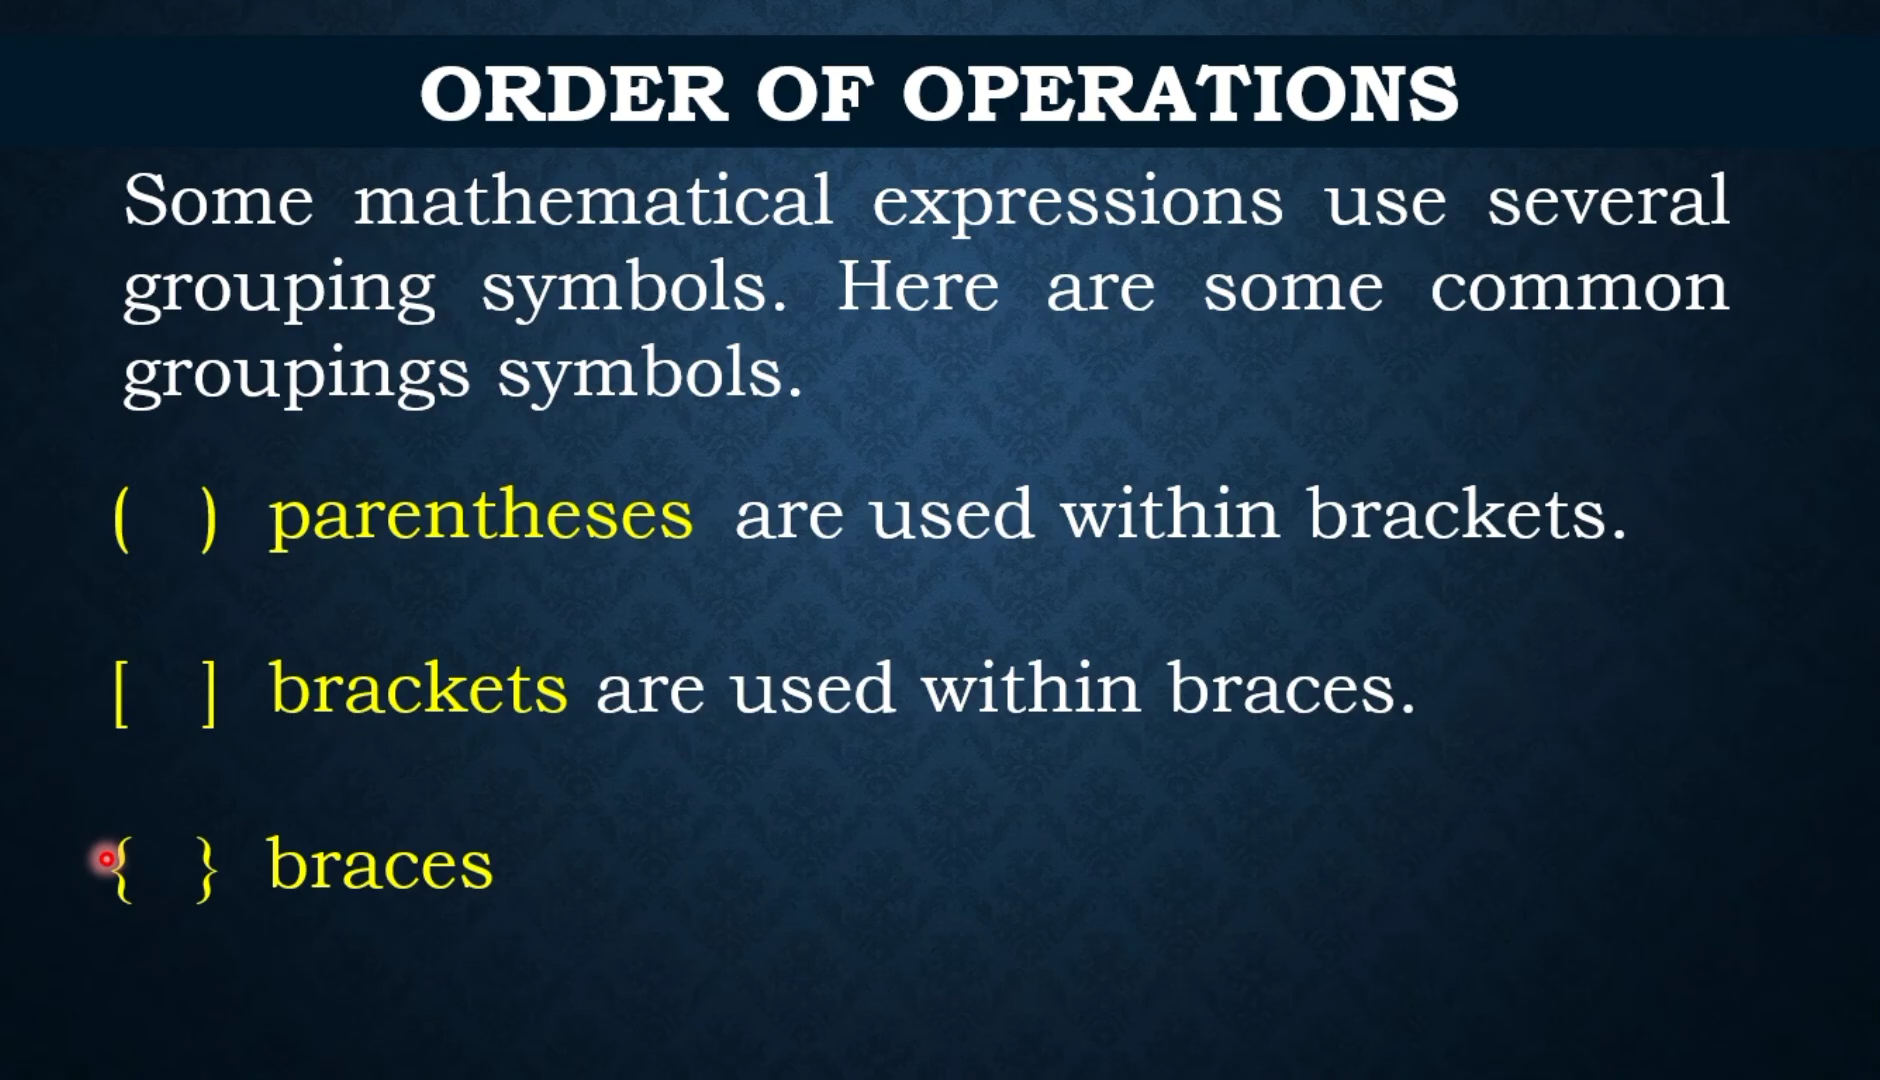 ORDER OF OPERATIONS
Some mathematical expressions use several
grouping symbols. Here are some common
groupings symbols.
( ) parentheses are used within brackets.
[ ] brackets are used within braces.
{ } braces